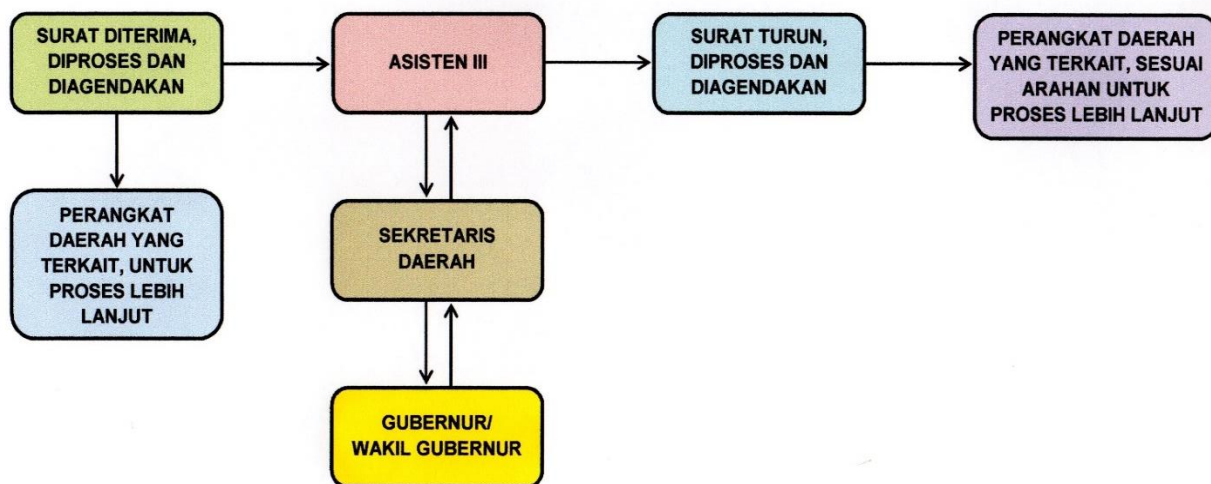 SURAT DITERIMA,
DIPROSES DAN
DIAGENDAKAN
ASISTEN III
SURAT TURUN,
DIPROSES DAN
DIAGENDAKAN
PERANGKAT DAERAH
YANG TERKAIT, SESUAI
ARAHAN UNTUK
PROSES LEBIH LANJUT
PERANGKAT
DAERAH YANG
TERKAIT, UNTUK
PROSES LEBIH
LANJUT
SEKRETARIS
DAERAH
GUBERNUR/
WAKIL GUBERNUR